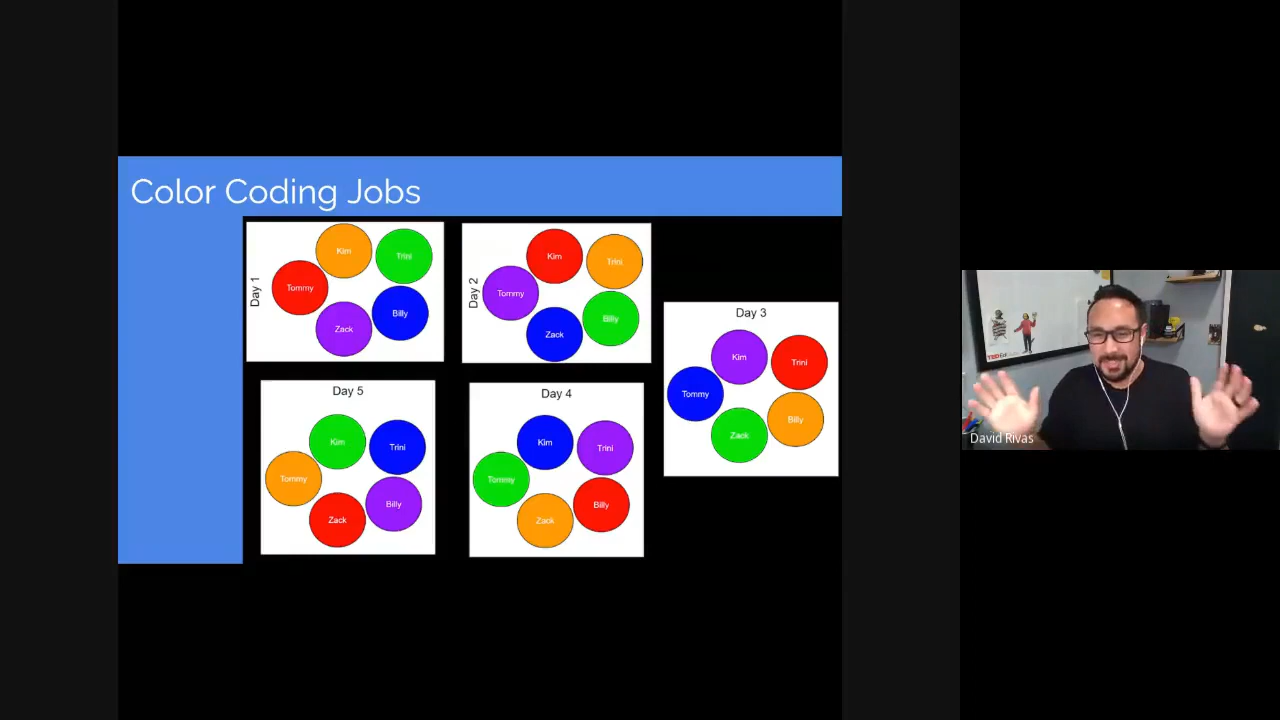 Color Coding Jobs
Day 1
Kim
Trini
Tommy
Billy
Zack
Day 2
Kim
Trini
Tommy
Billy
Zack
Day 3
Kim
Trini
Tommy
Billy
Zack
Day 5
Kim
Trini
Tommy
Billy
Zack
Day 4
Kim
Trini
Tommy
Billy
Zack
David Rivas